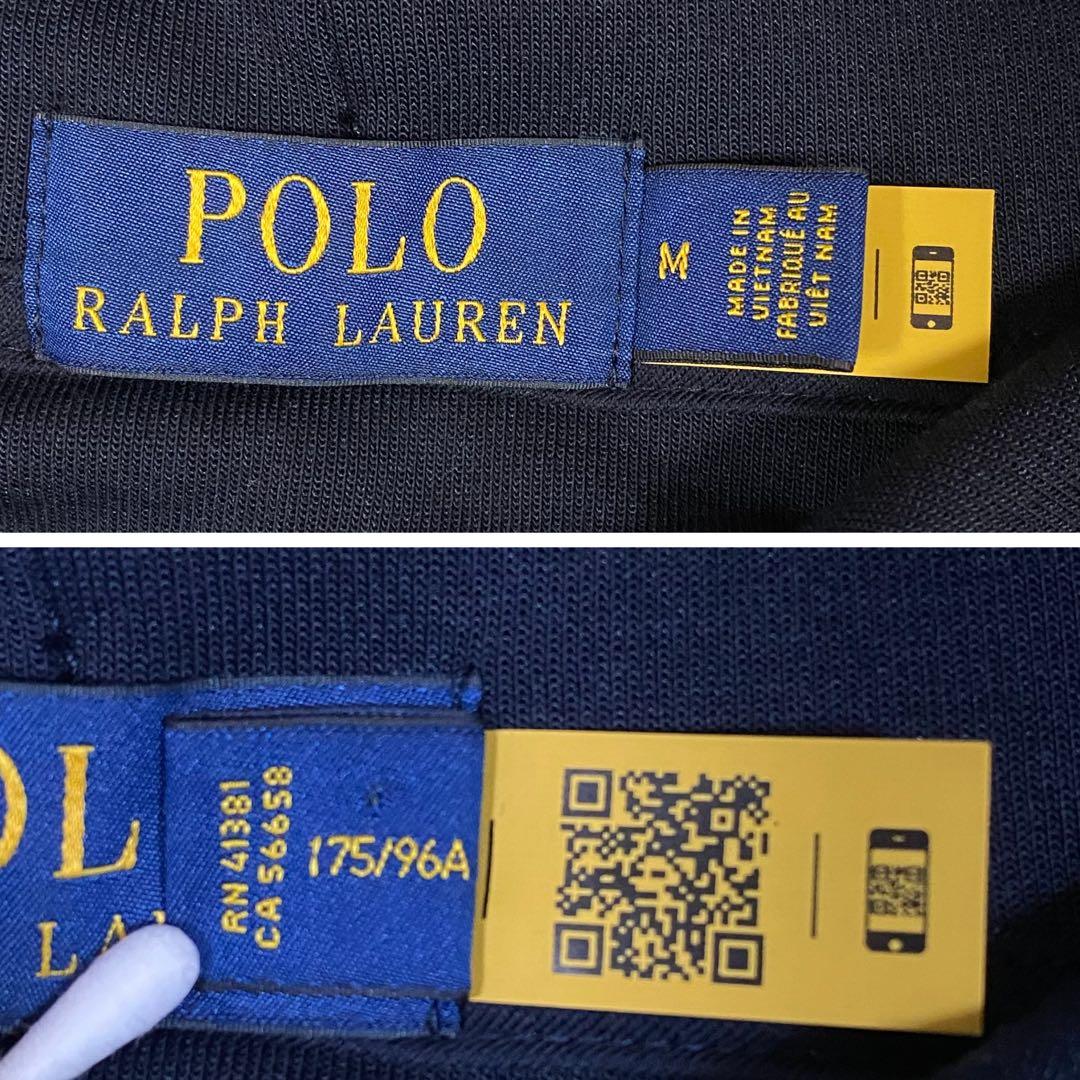 POLO
RALPH LAUREN
M
MADE IN
VIETNAM
FABRIQUÉ AU
VIÊT NAM
OL
LA
RN 41381
CA 56658
175/96A